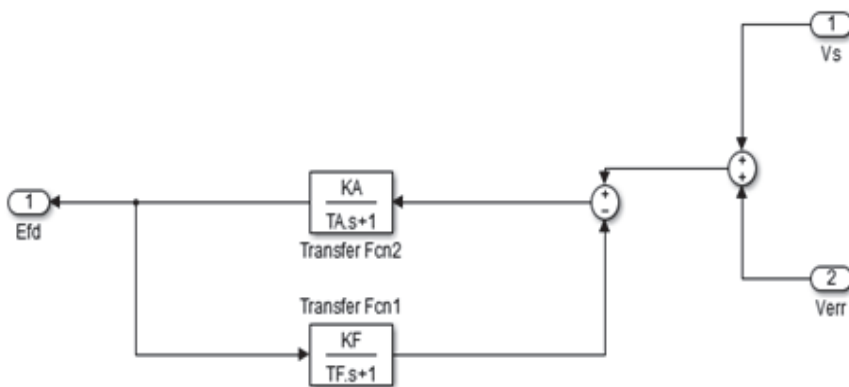 1
Vs
KA
TA.s+1
Transfer Fcn2
+
+
+
−
1
Efd
Transfer Fcn1
KF
TF.s+1
2
Verr